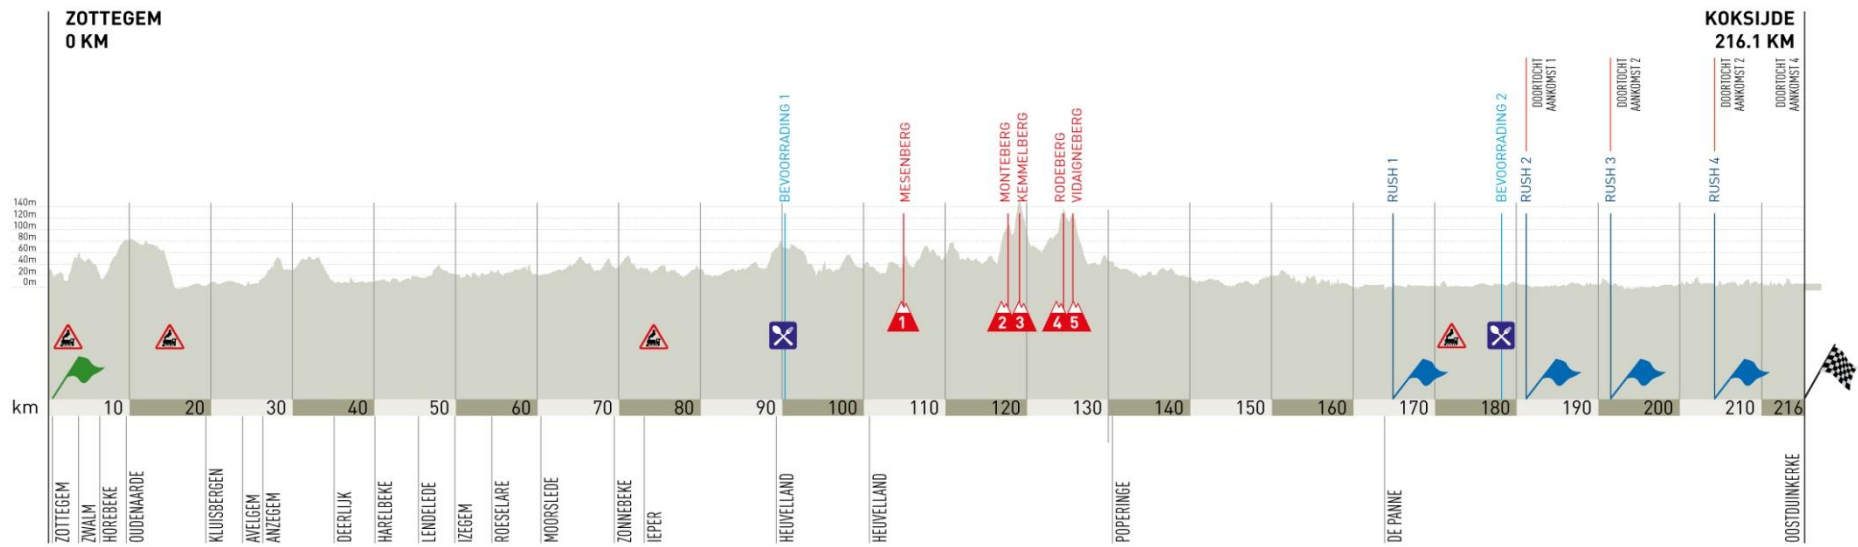 ZOTTEGEM
0 KM
KOKSIJDE
216.1 KM
DOORTOCHT
AANKOMST 1
DOORTOCHT
AANKOMST 2
DOORTOCHT
AANKOMST 2
DOORTOCHT
AANKOMST 4
BEVOORRADING 1
MESENBERG
MONTEBERG
KEMMELBERG
RODEBERG
VIDAIGNEBERG
RUSH 1
BEVOORRADING 2
RUSH 2
RUSH 3
RUSH 4
140m
120m
100m
80m
60m
40m
20m
0m
1
2
3
4
5
km 10 20 30 40 50 60 70 80 90 100 110 120 130 140 150 160 170 180 190 200 210 216
ZOTTEGEM
ZWALM
HOREBEKE
OUDENAARDE
KLUISBERGEN
AVELGEM
ANZEGEM
DEERLIJK
HARELBEKE
LENDELEDE
IZEGEM
ROESELARE
MOORSLEDE
ZONNEBEKE
IEPER
HEUVELLAND
HEUVELLAND
POPERINGE
DE PANNE
OOSTDUINKERKE